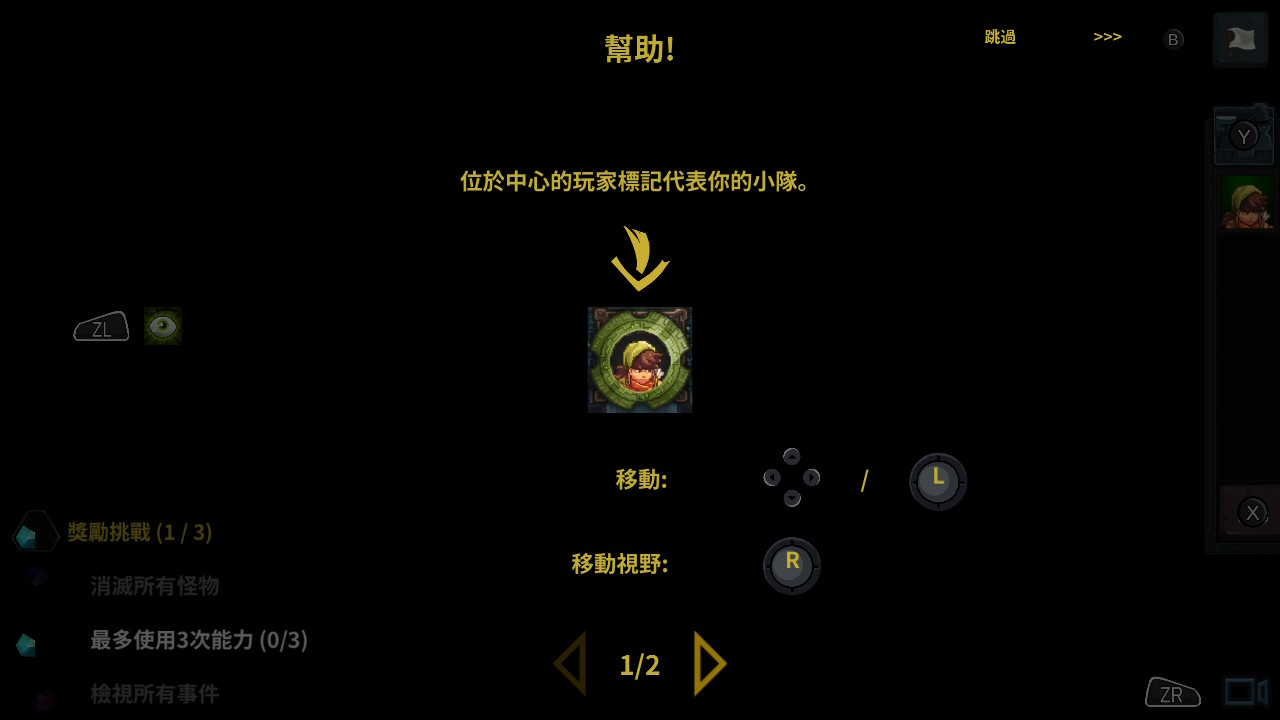 幫助!
跳過 >>> B
Y
位於中心的玩家標記代表你的小隊。
ZL
移動: / L
X
獎勵挑戰 (1 / 3)
移動視野: R
消滅所有怪物
最多使用3次能力 (0/3)
1/2
檢視所有事件
ZR